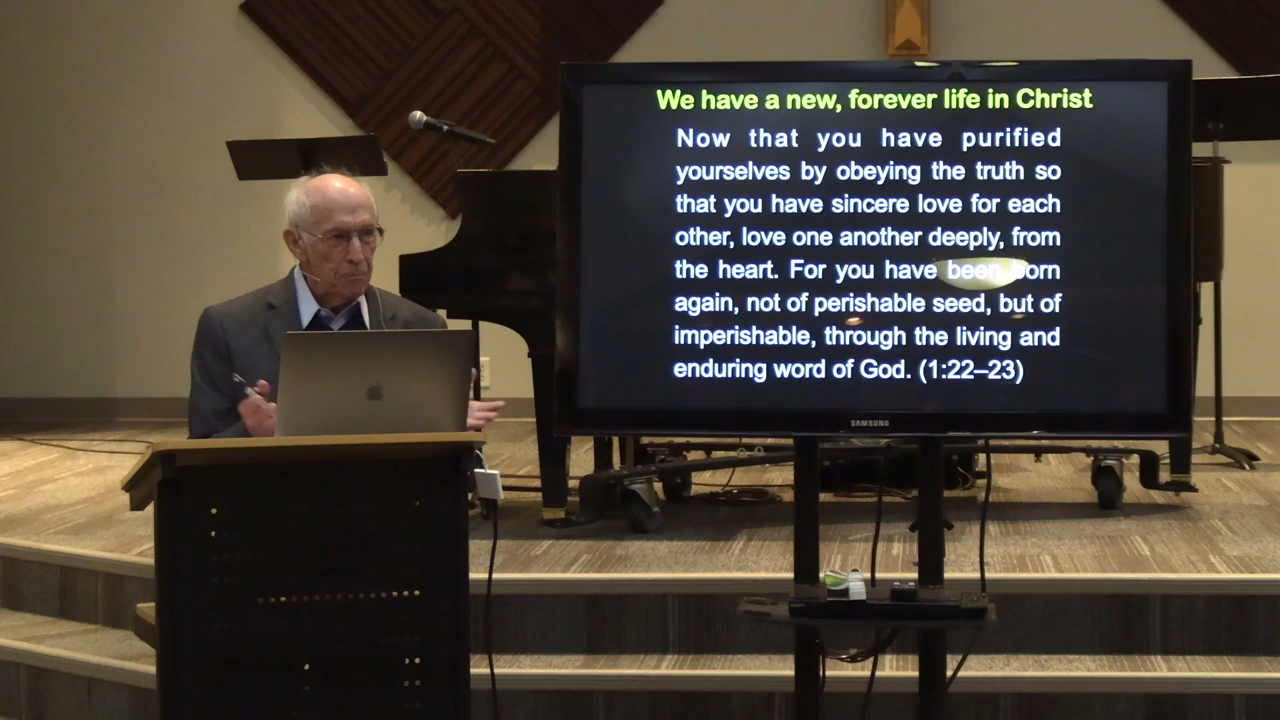 We have a new, forever life in Christ
Now that you have purified
yourselves by obeying the truth so
that you have sincere love for each
other, love one another deeply, from
the heart. For you have been born
again, not of perishable seed, but of
imperishable, through the living and
enduring word of God. (1:22–23)
SAMSUNG